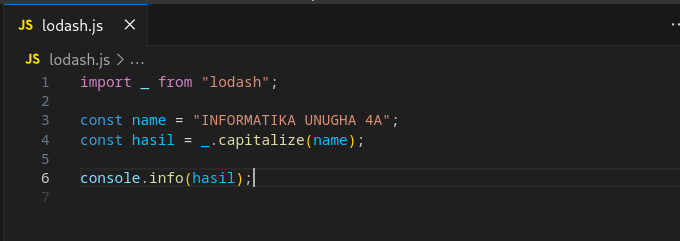 JS lodash.js ×
JS lodash.js > ...
1 import _ from "lodash";
2
3 const name = "INFORMATIKA UNUGHA 4A";
4 const hasil = _.capitalize(name);
5
6 console.info(hasil);
7